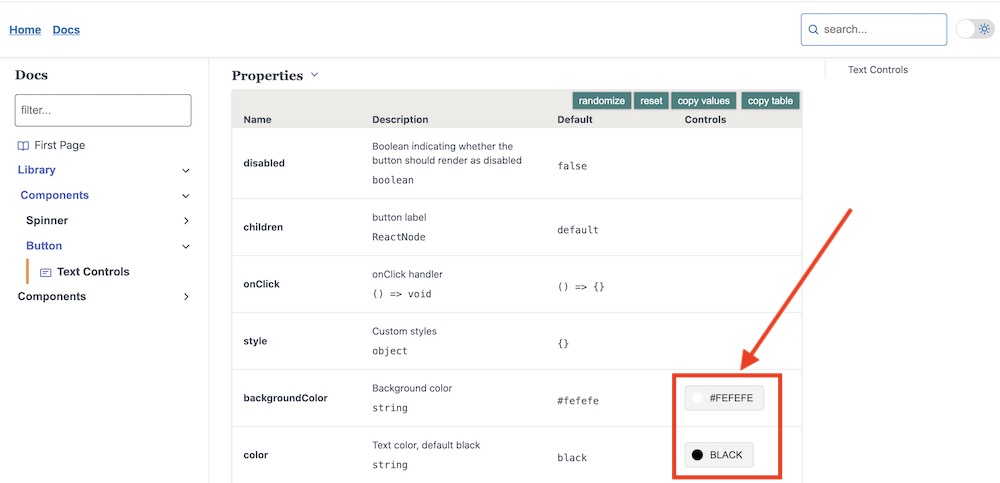 Home Docs
search...
Docs
filter...
First Page
Library
Components
Spinner
Button
Text Controls
Components
Properties
randomize reset copy values copy table
Name Description Default Controls
disabled
Boolean indicating whether the
button should render as disabled
boolean
false
children
button label
ReactNode
default
onClick
onClick handler
() => void
() => {}
style
Custom styles
object
{}
backgroundColor
Background color
string
#fefefe
#FEFEFE
color
Text color, default black
string
black
BLACK
Text Controls